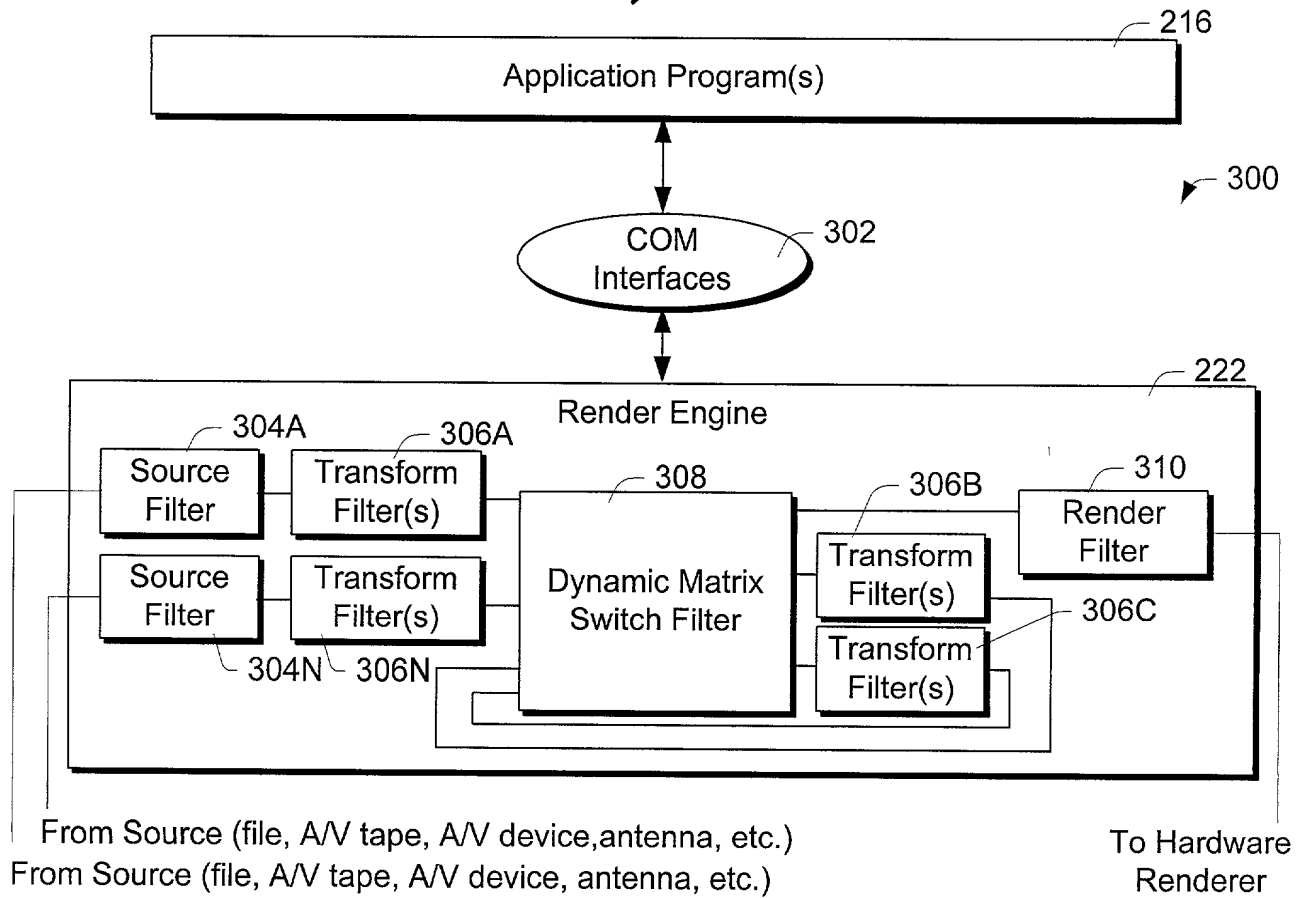 216
Application Program(s)
300
COM
Interfaces
302
222
Render Engine
304A
306A
308
306B
310
Source
Filter
Transform
Filter(s)
Render
Filter
Source
Filter
Transform
Filter(s)
Dynamic Matrix
Switch Filter
Transform
Filter(s)
306C
Transform
Filter(s)
304N
306N
From Source (file, A/V tape, A/V device,antenna, etc.)
From Source (file, A/V tape, A/V device, antenna, etc.)
To Hardware
Renderer